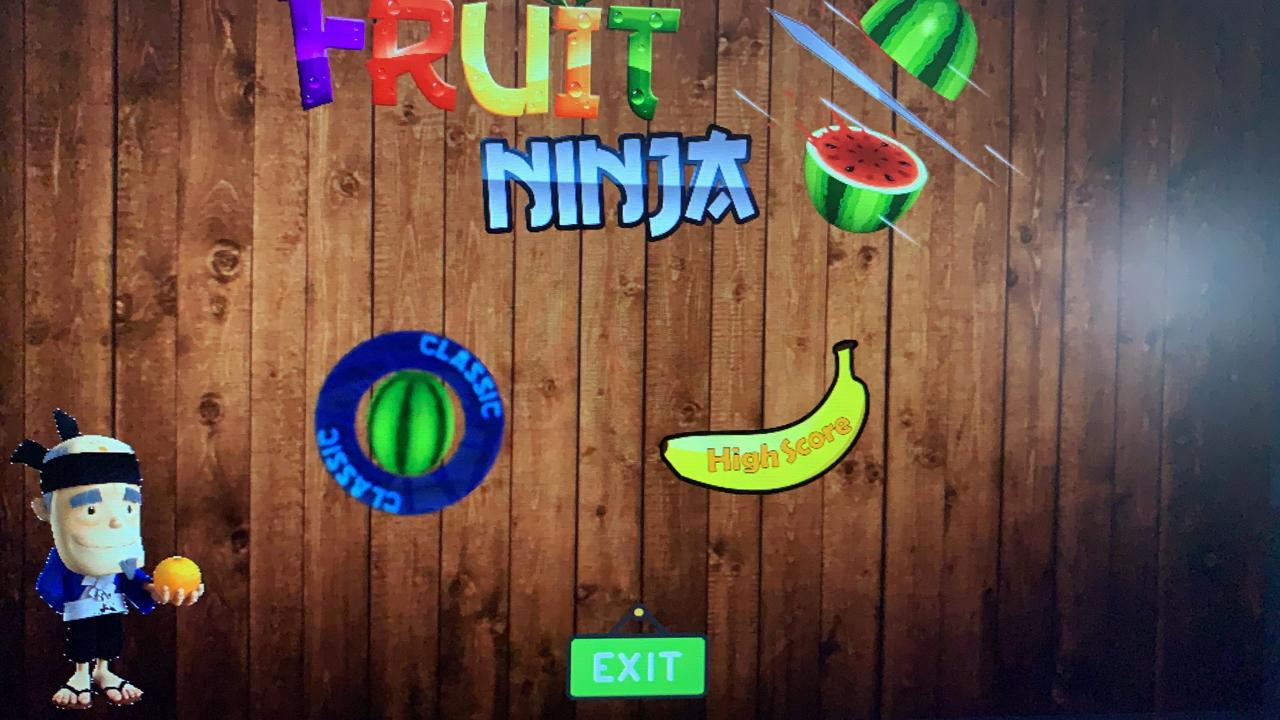 FRUIT
NINJA
CLASSIC
CLASSIC
High Score
EXIT